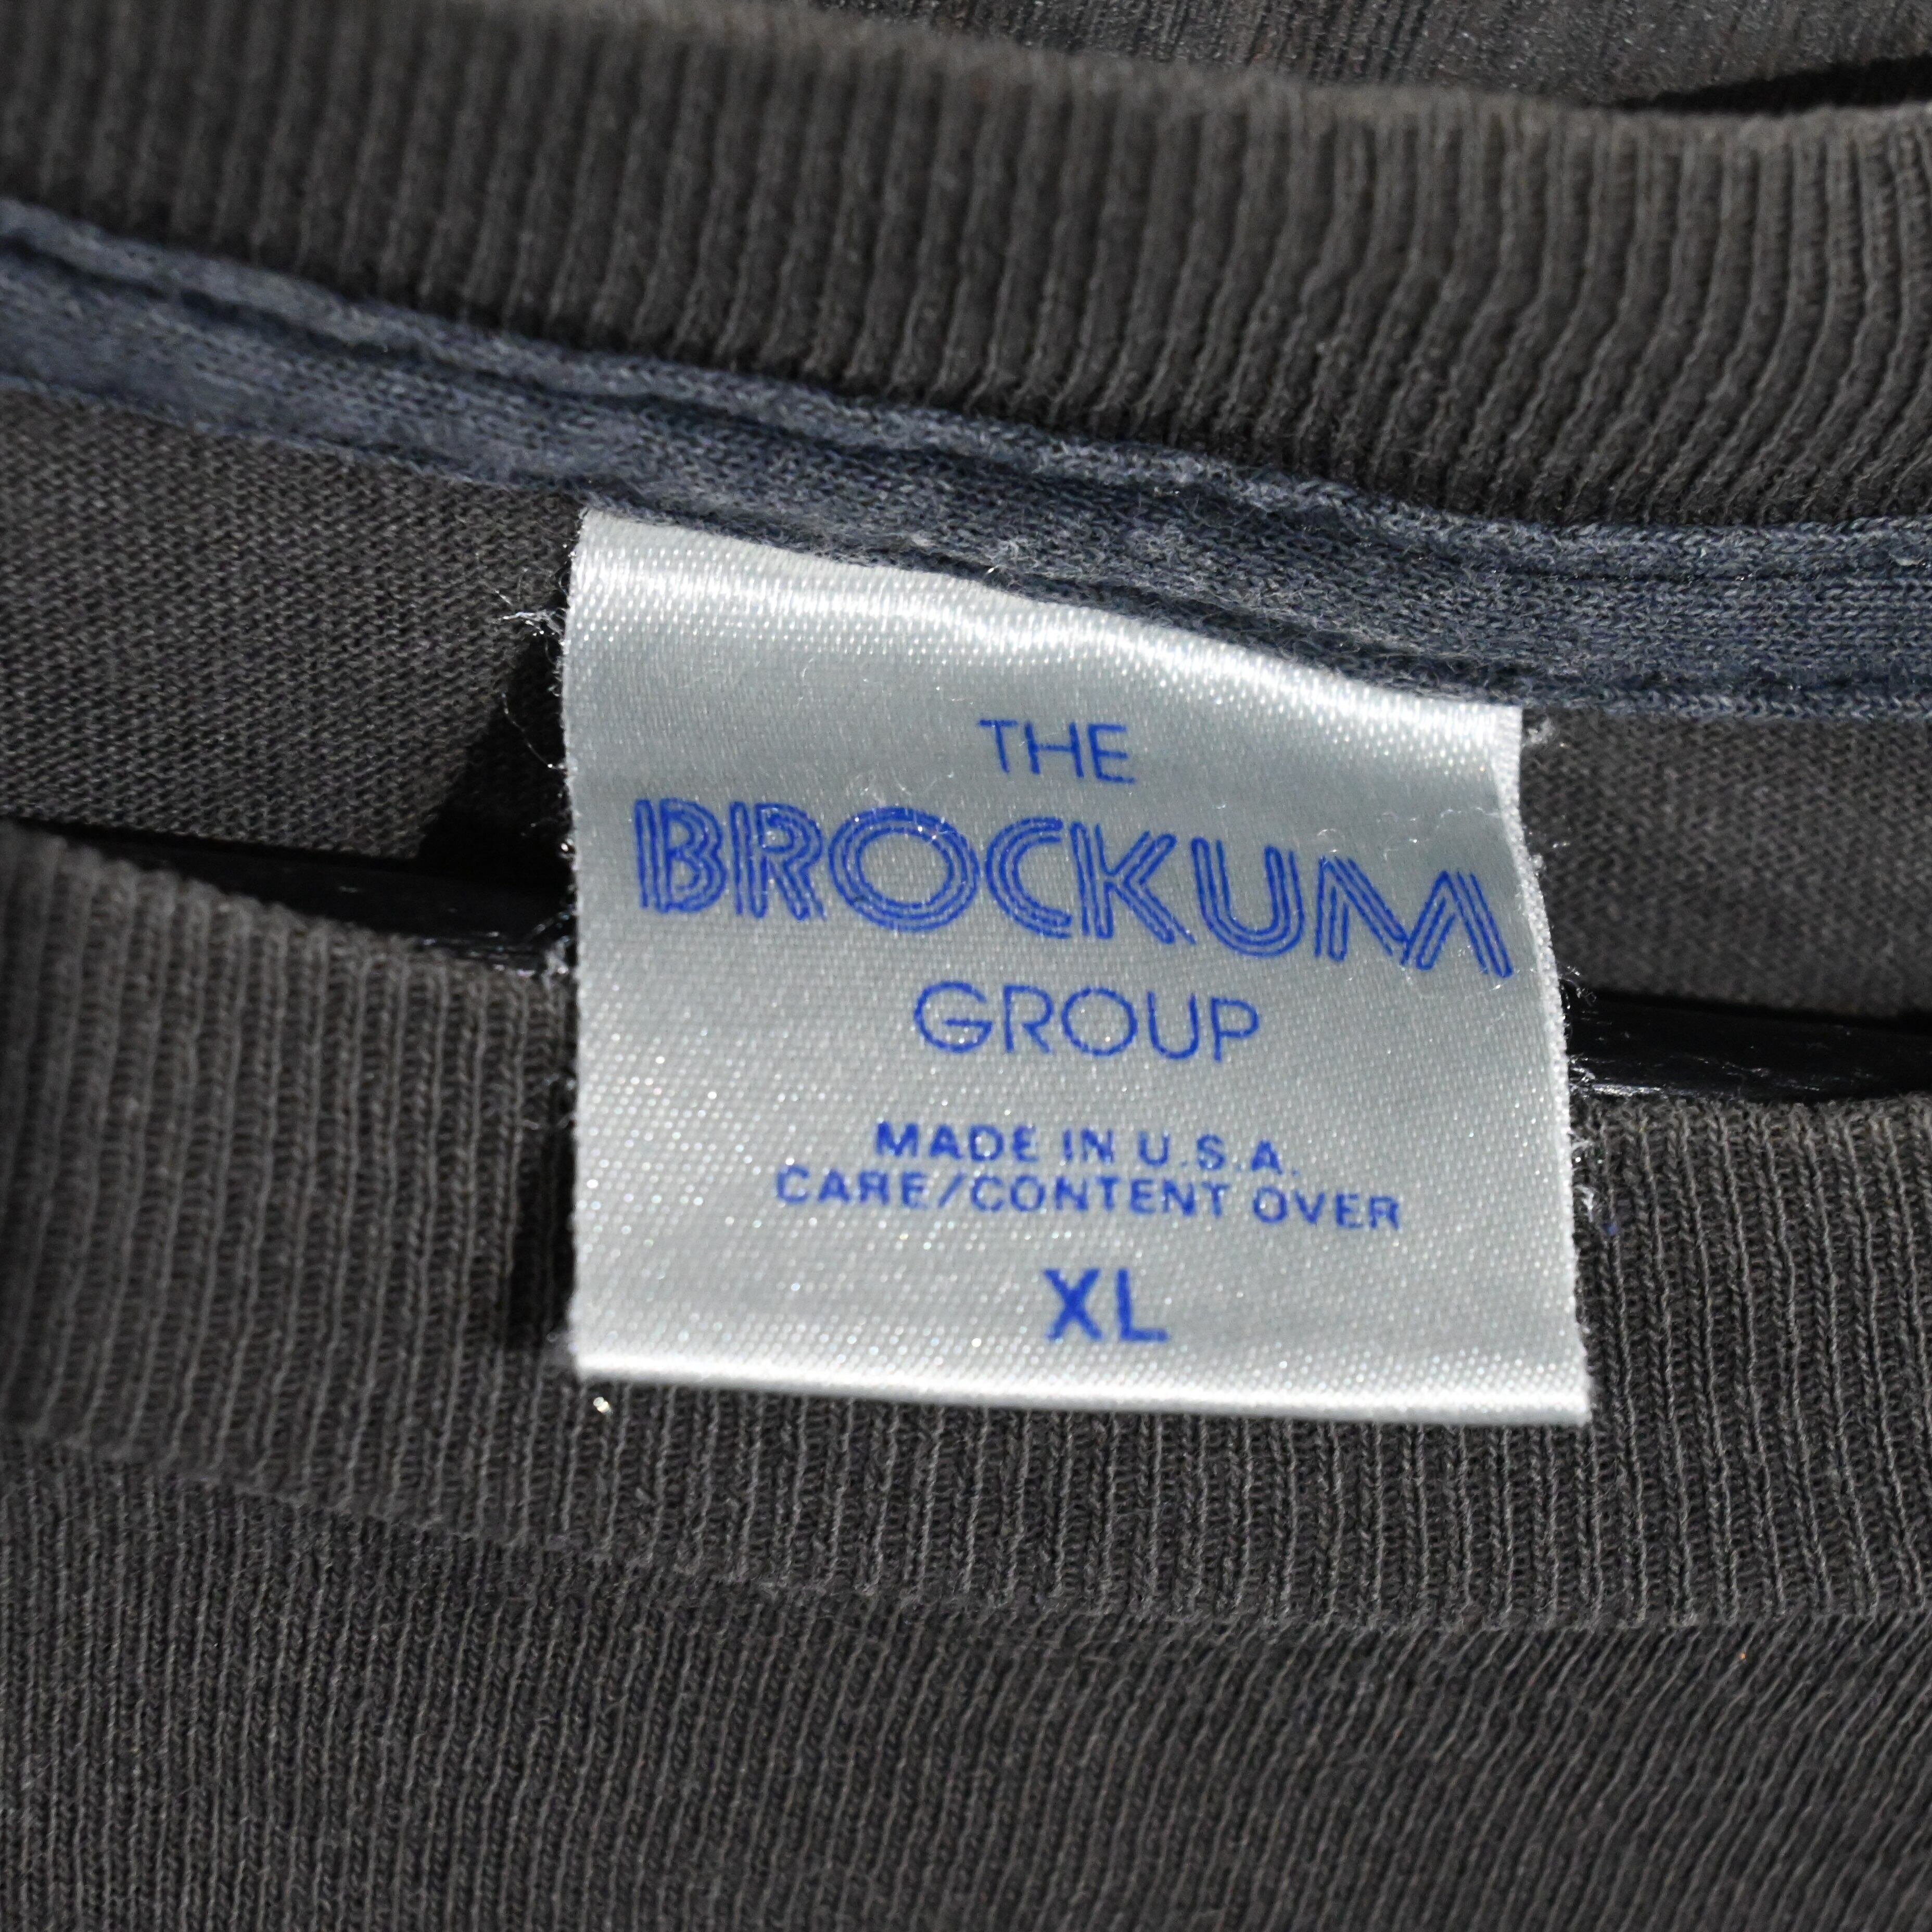 THE
BROCKUM
GROUP
MADE IN U.S.A.
CARE/CONTENT OVER
XL